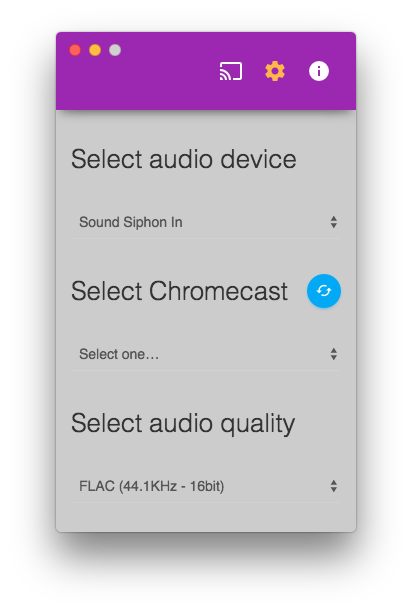 Select audio device
Sound Siphon In
Select Chromecast
Select one...
Select audio quality
FLAC (44.1KHz - 16bit)